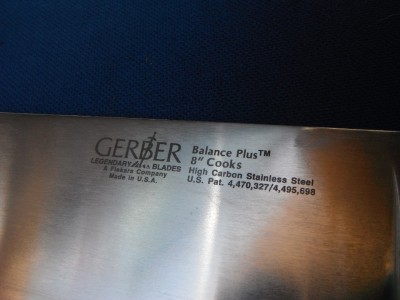 GERBER
LEGENDARY BLADES
A Fiskars Company
Made in U.S.A.
Balance Plus™
8" Cooks
High Carbon Stainless Steel
U.S. Pat. 4,470,327/4,495,698